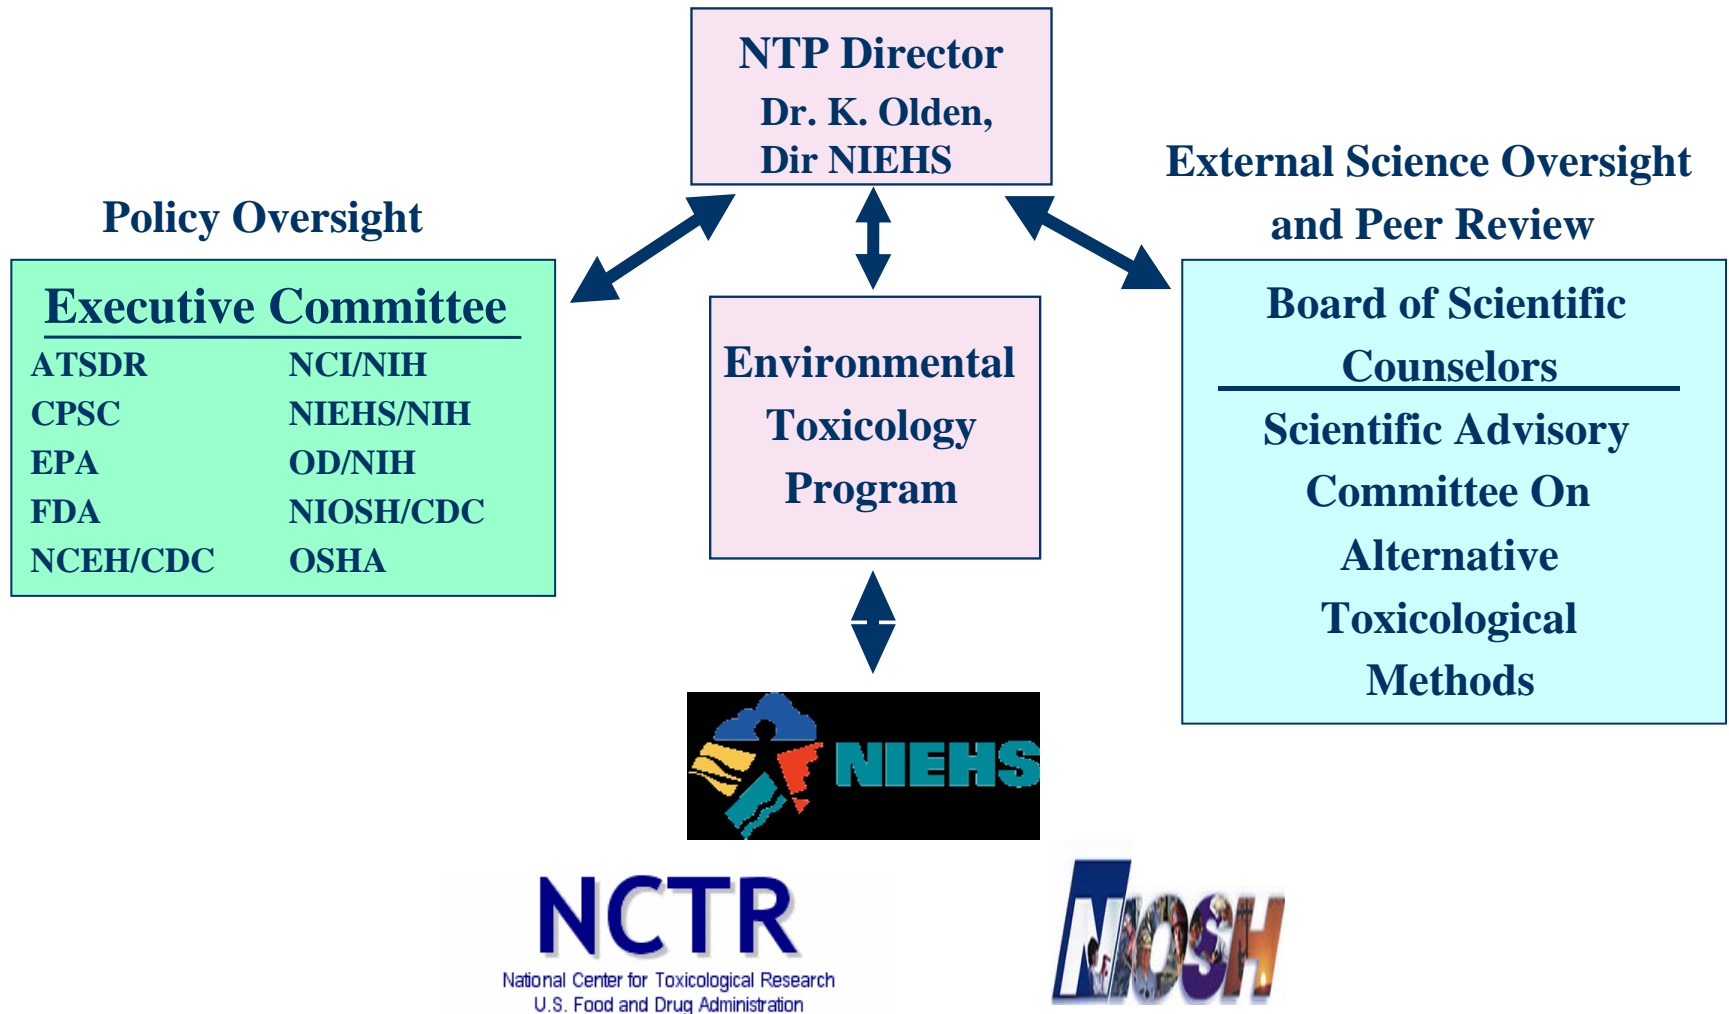 NTP Director
Dr. K. Olden,
Dir NIEHS
Policy Oversight
Executive Committee
ATSDR NCI/NIH
CPSC NIEHS/NIH
EPA OD/NIH
FDA NIOSH/CDC
NCEH/CDC OSHA
Environmental
Toxicology
Program
External Science Oversight
and Peer Review
Board of Scientific
Counselors
Scientific Advisory
Committee On
Alternative
Toxicological
Methods
NIEHS
NCTR
National Center for Toxicological Research
U.S. Food and Drug Administration
NIOSH